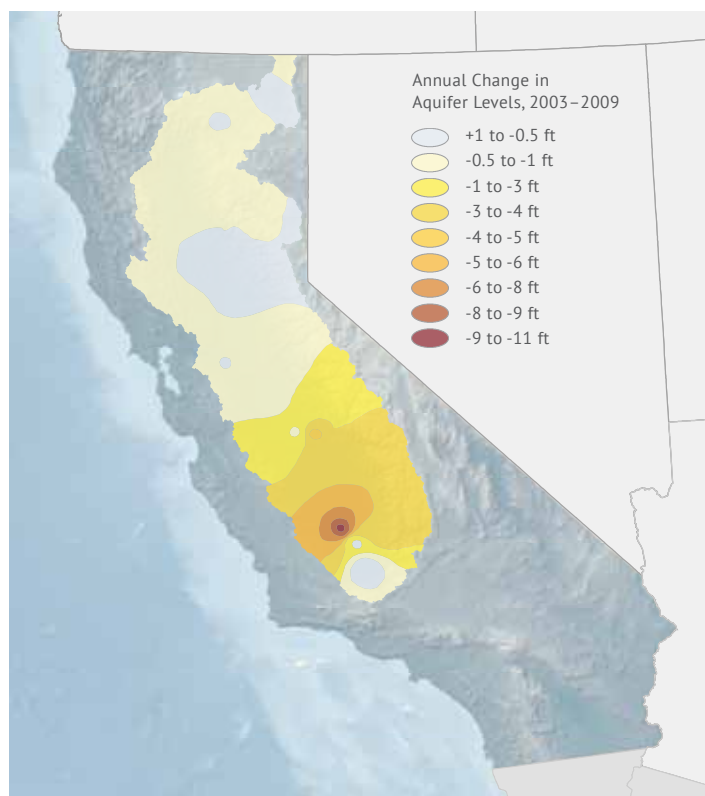 Annual Change in
Aquifer Levels, 2003–2009
+1 to -0.5 ft
-0.5 to -1 ft
-1 to -3 ft
-3 to -4 ft
-4 to -5 ft
-5 to -6 ft
-6 to -8 ft
-8 to -9 ft
-9 to -11 ft